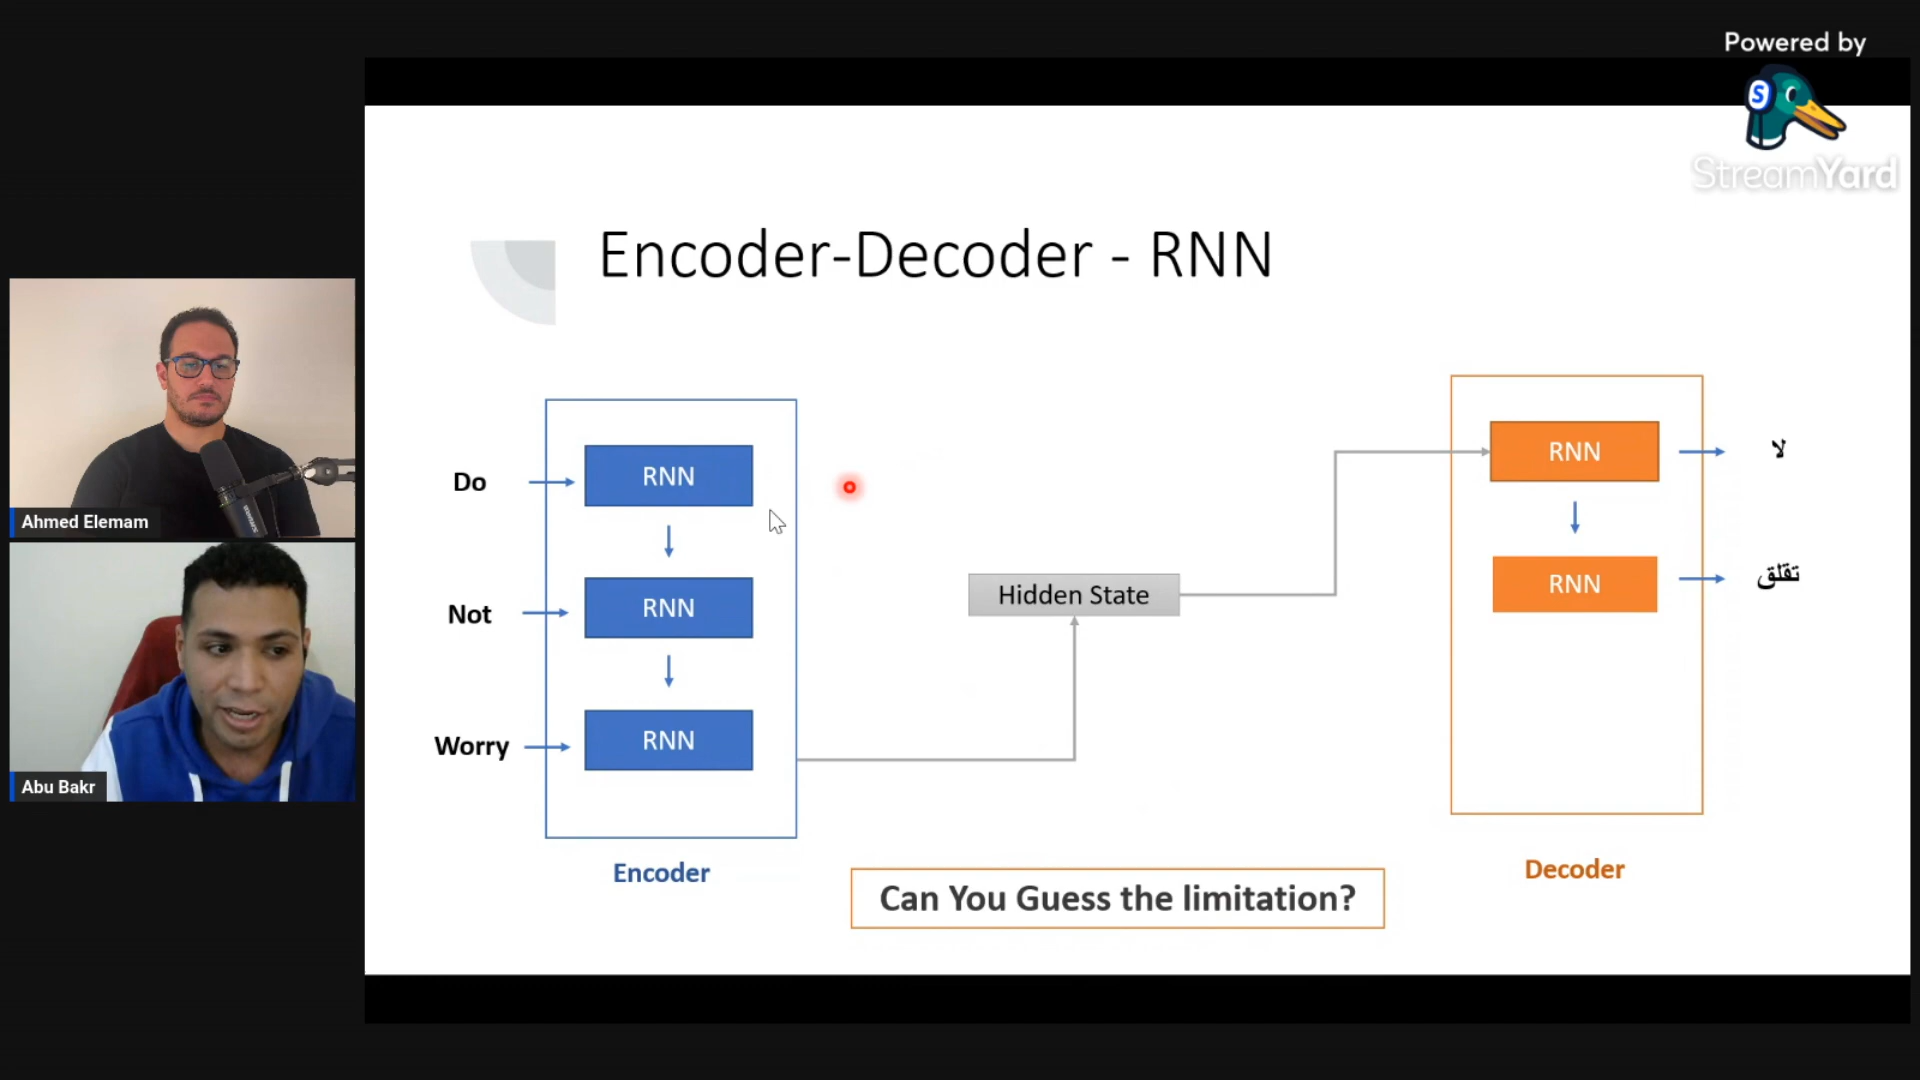 Powered by
StreamYard
Encoder-Decoder - RNN
Do
RNN
Not
RNN
Worry
RNN
Encoder
Hidden State
RNN
لا
RNN
تقلق
Decoder
Can You Guess the limitation?
Ahmed Elemam
Abu Bakr